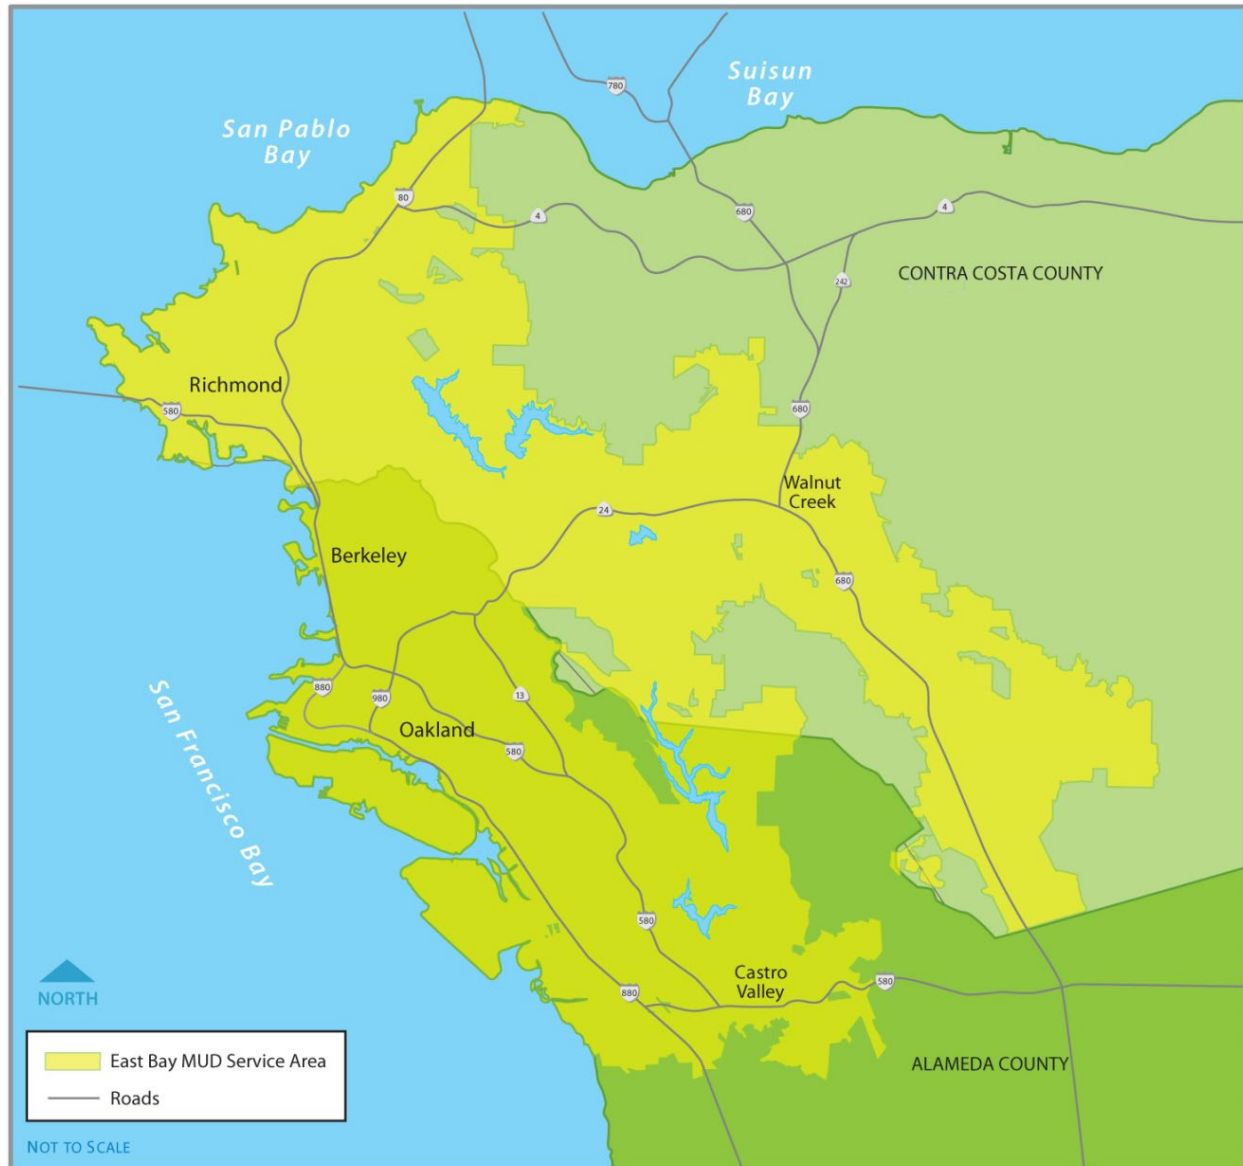 780
Suisun
Bay
San Pablo
Bay
80
4
680
4
CONTRA COSTA COUNTY
242
Richmond
580
680
Walnut
Creek
24
Berkeley
680
880
980
13
San Francisco Bay
Oakland
580
580
Castro
Valley
580
880
NORTH
East Bay MUD Service Area
Roads
ALAMEDA COUNTY
NOT TO SCALE